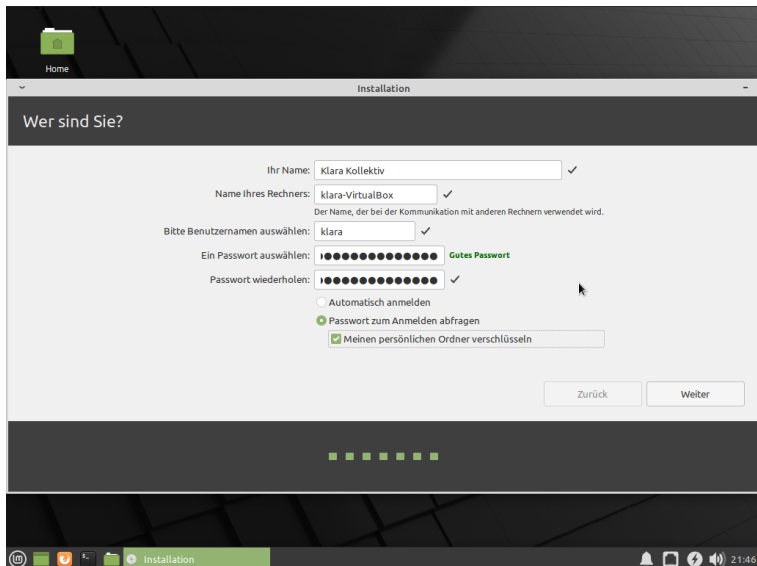 Home
Installation
Wer sind Sie?
Ihr Name: Klara Kollektiv
Name Ihres Rechners: klara-VirtualBox
Der Name, der bei der Kommunikation mit anderen Rechnern verwendet wird.
Bitte Benutzernamen auswählen: klara
Ein Passwort auswählen: Gutes Passwort
Passwort wiederholen:
Automatisch anmelden
Passwort zum Anmelden abfragen
Meinen persönlichen Ordner verschlüsseln
Zurück Weiter
Installation 21:46